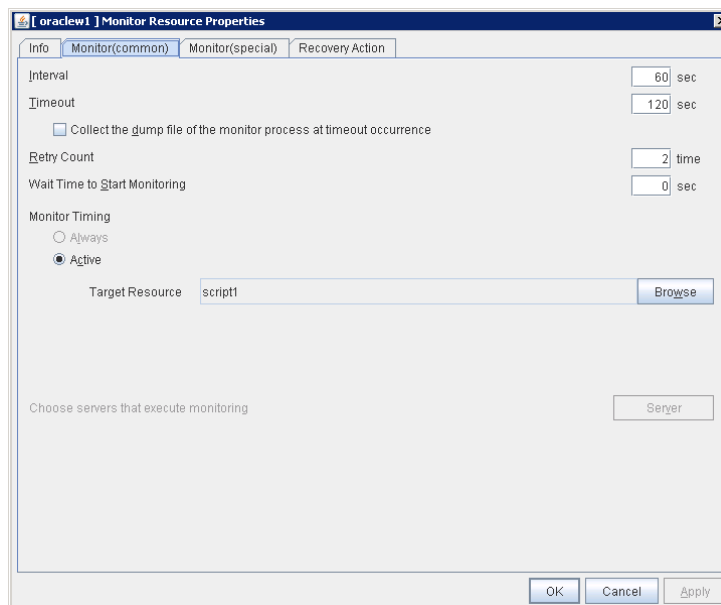 [ oraclew1 ] Monitor Resource Properties
Info Monitor(common) Monitor(special) Recovery Action
Interval 60 sec
Timeout 120 sec
Collect the dump file of the monitor process at timeout occurrence
Retry Count 2 time
Wait Time to Start Monitoring 0 sec
Monitor Timing
Always
Active
Target Resource script1 Browse
Choose servers that execute monitoring Server
OK Cancel Apply